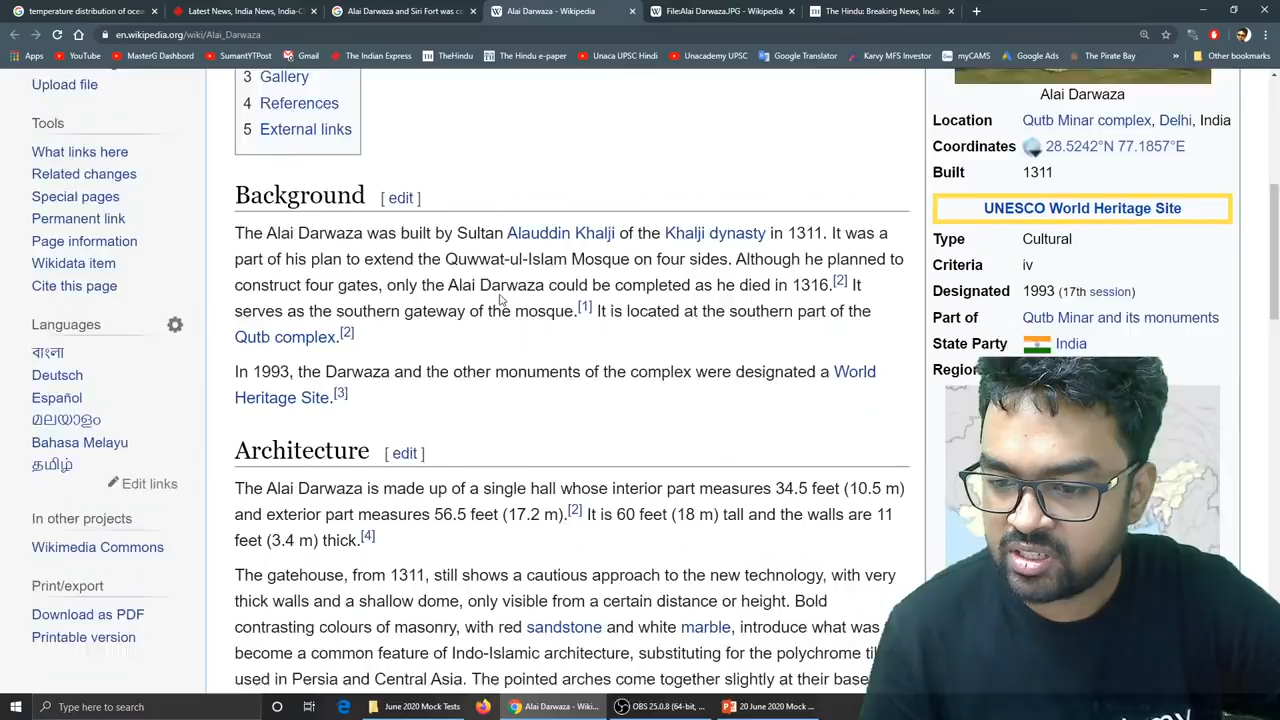 temperature distribution of ocea
Latest News, India News, India-C
Alai Darwaza and Siri Fort was c
Alai Darwaza - Wikipedia
File:Alai Darwaza.JPG - Wikipedia
The Hindu: Breaking News, India
en.wikipedia.org/wiki/Alai_Darwaza
Apps YouTube MasterG Dashbord SumantYTPost Gmail The Indian Express TheHindu The Hindu e-paper Unaca UPSC Hindi Unacademy UPSC Google Translator Karvy MFS Investor myCAMS Google Ads The Pirate Bay » Other bookmarks
Upload file
Tools
What links here
Related changes
Special pages
Permanent link
Page information
Wikidata item
Cite this page
Languages
বাংলা
Deutsch
Español
മലയാളം
Bahasa Melayu
தமிழ்
Edit links
In other projects
Wikimedia Commons
Print/export
Download as PDF
Printable version
3 Gallery
4 References
5 External links
Background [ edit ]
The Alai Darwaza was built by Sultan Alauddin Khalji of the Khalji dynasty in 1311. It was a
part of his plan to extend the Quwwat-ul-Islam Mosque on four sides. Although he planned to
construct four gates, only the Alai Darwaza could be completed as he died in 1316.[2] It
serves as the southern gateway of the mosque.[1] It is located at the southern part of the
Qutb complex.[2]
In 1993, the Darwaza and the other monuments of the complex were designated a World
Heritage Site.[3]
Architecture [ edit ]
The Alai Darwaza is made up of a single hall whose interior part measures 34.5 feet (10.5 m)
and exterior part measures 56.5 feet (17.2 m).[2] It is 60 feet (18 m) tall and the walls are 11
feet (3.4 m) thick.[4]
The gatehouse, from 1311, still shows a cautious approach to the new technology, with very
thick walls and a shallow dome, only visible from a certain distance or height. Bold
contrasting colours of masonry, with red sandstone and white marble, introduce what was
become a common feature of Indo-Islamic architecture, substituting for the polychrome til
used in Persia and Central Asia. The pointed arches come together slightly at their base
Alai Darwaza
Location Qutb Minar complex, Delhi, India
Coordinates 28.5242°N 77.1857°E
Built 1311
UNESCO World Heritage Site
Type Cultural
Criteria iv
Designated 1993 (17th session)
Part of Qutb Minar and its monuments
State Party India
Region
Type here to search
June 2020 Mock Tests
Alai Darwaza - Wiki...
OBS 25.0.8 (64-bit, ...
20 June 2020 Mock ...